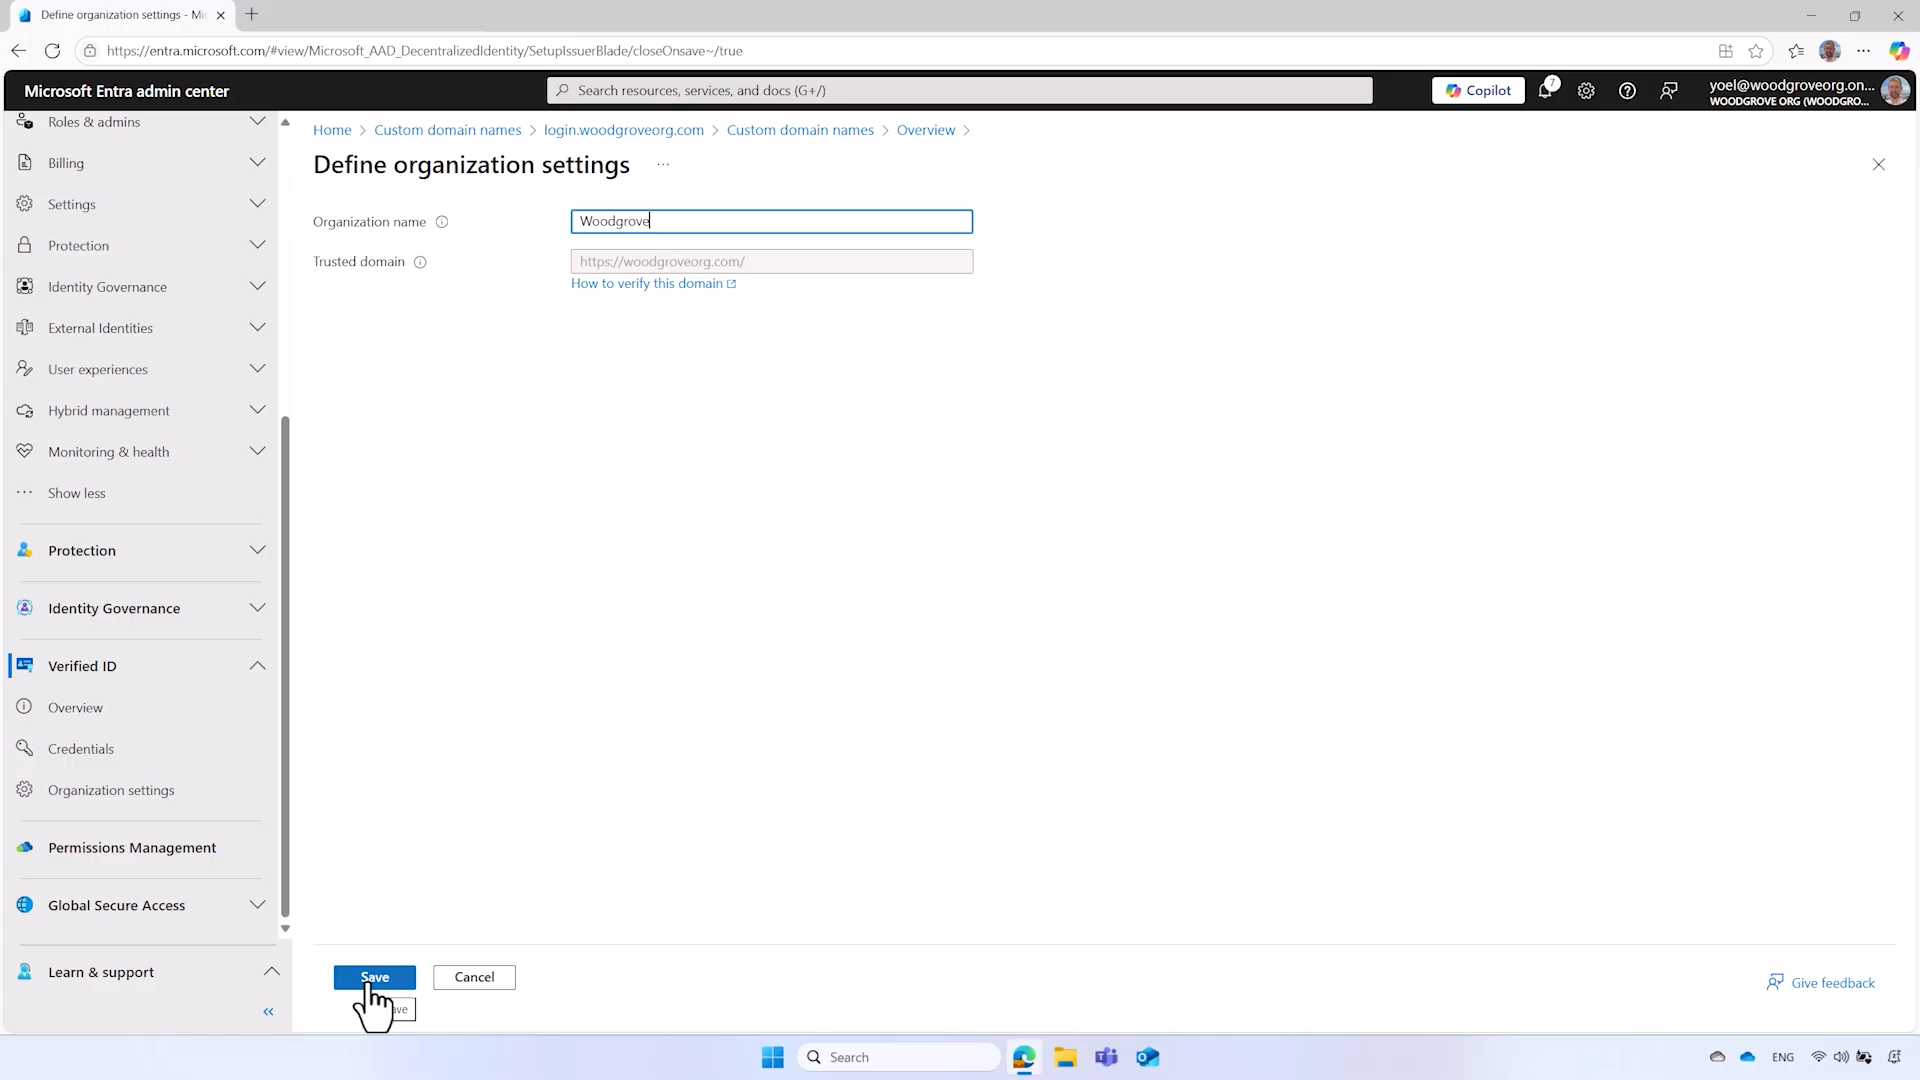 Define organization settings - Mic
https://entra.microsoft.com/#view/Microsoft_AAD_DecentralizedIdentity/SetupIssuerBlade/closeOnsave~/true
Microsoft Entra admin center
Search resources, services, and docs (G+/)
Copilot
7
yoel@woodgroveorg.on...
WOODGROVE ORG (WOODGRO...
Roles & admins
Billing
Settings
Protection
Identity Governance
External Identities
User experiences
Hybrid management
Monitoring & health
Show less
Protection
Identity Governance
Verified ID
Overview
Credentials
Organization settings
Permissions Management
Global Secure Access
Learn & support
Home > Custom domain names > login.woodgroveorg.com > Custom domain names > Overview >
Define organization settings ...
Organization name
Woodgrove
Trusted domain
https://woodgroveorg.com/
How to verify this domain
Save
Cancel
Give feedback
Search
ENG